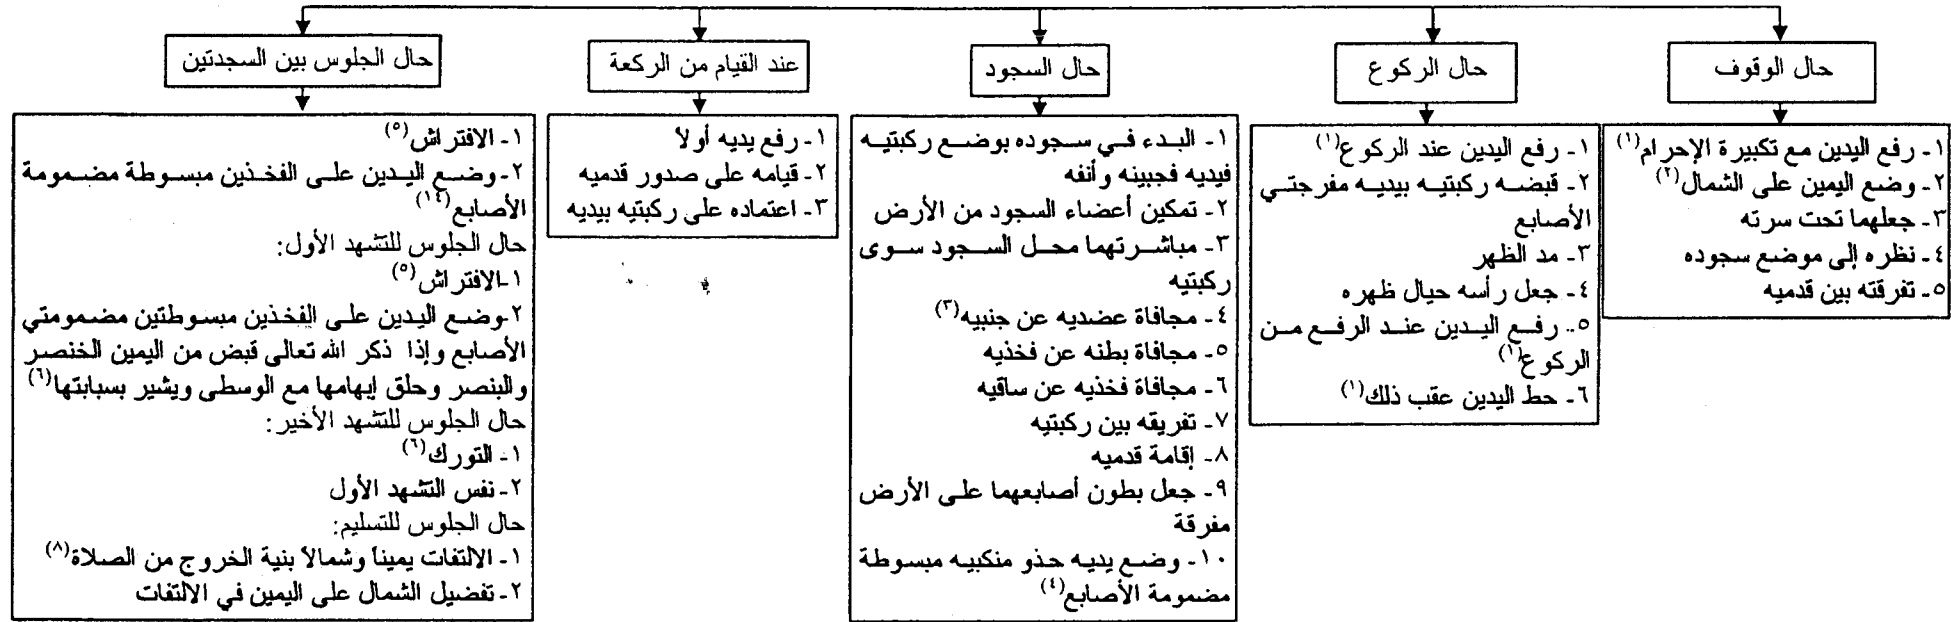 حال الوقوف
١- رفع اليدين مع تكبيرة الإحرام(١)
٢- وضع اليمين على الشمال(٢)
٣- جعلهما تحت سرته
٤- نظره إلى موضع سجوده
٥- تفرقته بين قدميه
حال الركوع
١- رفع اليدين عند الركوع(١)
٢- قبضه ركبتيه بيديه مفرجتي
الأصابع
٣- مد الظهر
٤- جعل رأسه حيال ظهره
٥- رفع اليدين عند الرفع من
الركوع(١)
٦- حط اليدين عقب ذلك(١)
حال السجود
١- البدء في سجوده بوضع ركبتيه
فيديه فجبينه وأنفه
٢- تمكين أعضاء السجود من الأرض
٣- مباشرتهما محل السجود سوى
ركبتيه
٤- مجافاة عضديه عن جنبيه(٣)
٥- مجافاة بطنه عن فخذيه
٦- مجافاة فخذيه عن ساقيه
٧- تفريقه بين ركبتيه
٨- إقامة قدميه
٩- جعل بطون أصابعهما على الأرض
مفرقة
١٠- وضع يديه حذو منكبيه مبسوطة
مضمومة الأصابع(٤)
عند القيام من الركعة
١- رفع يديه أولاً
٢- قيامه على صدور قدميه
٣- اعتماده على ركبتيه بيديه
حال الجلوس بين السجدتين
١- الافتراش(٥)
٢- وضع اليدين على الفخذين مبسوطة مضمومة
الأصابع(١٤)
حال الجلوس للتشهد الأول:
١-الافتراش(٥)
٢-وضع اليدين على الفخذين مبسوطتين مضمومتي
الأصابع وإذا ذكر الله تعالى قبض من اليمين الخنصر
والبنصر وحلق إبهامها مع الوسطى ويشير بسبابتها(٦)
حال الجلوس للتشهد الأخير:
١- التورك(٦)
٢- نفس التشهد الأول
حال الجلوس للتسليم:
١- الالتفات يميناً وشمالاً بنية الخروج من الصلاة(٨)
٢- تفضيل الشمال على اليمين في الالتفات